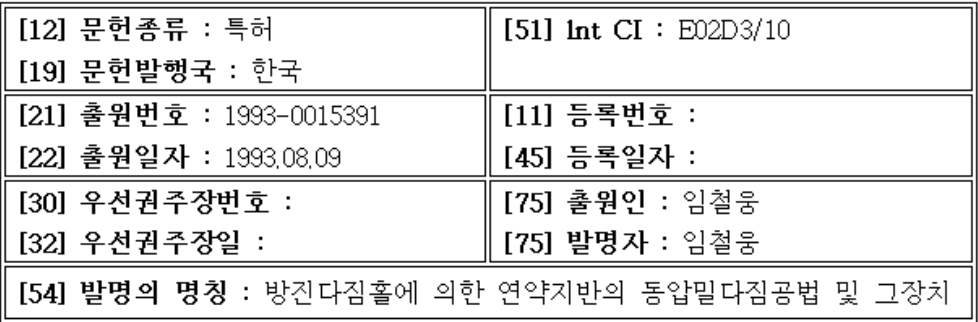 [12] 문헌종류 : 특허
[19] 문헌발행국 : 한국
[51] Int CI : E02D3/10
[21] 출원번호 : 1993-0015391
[22] 출원일자 : 1993.08.09
[11] 등록번호 :
[45] 등록일자 :
[30] 우선권주장번호 :
[32] 우선권주장일 :
[75] 출원인 : 임철웅
[75] 발명자 : 임철웅
[54] 발명의 명칭 : 방진다짐홀에 의한 연약지반의 동압밀다짐공법 및 그장치